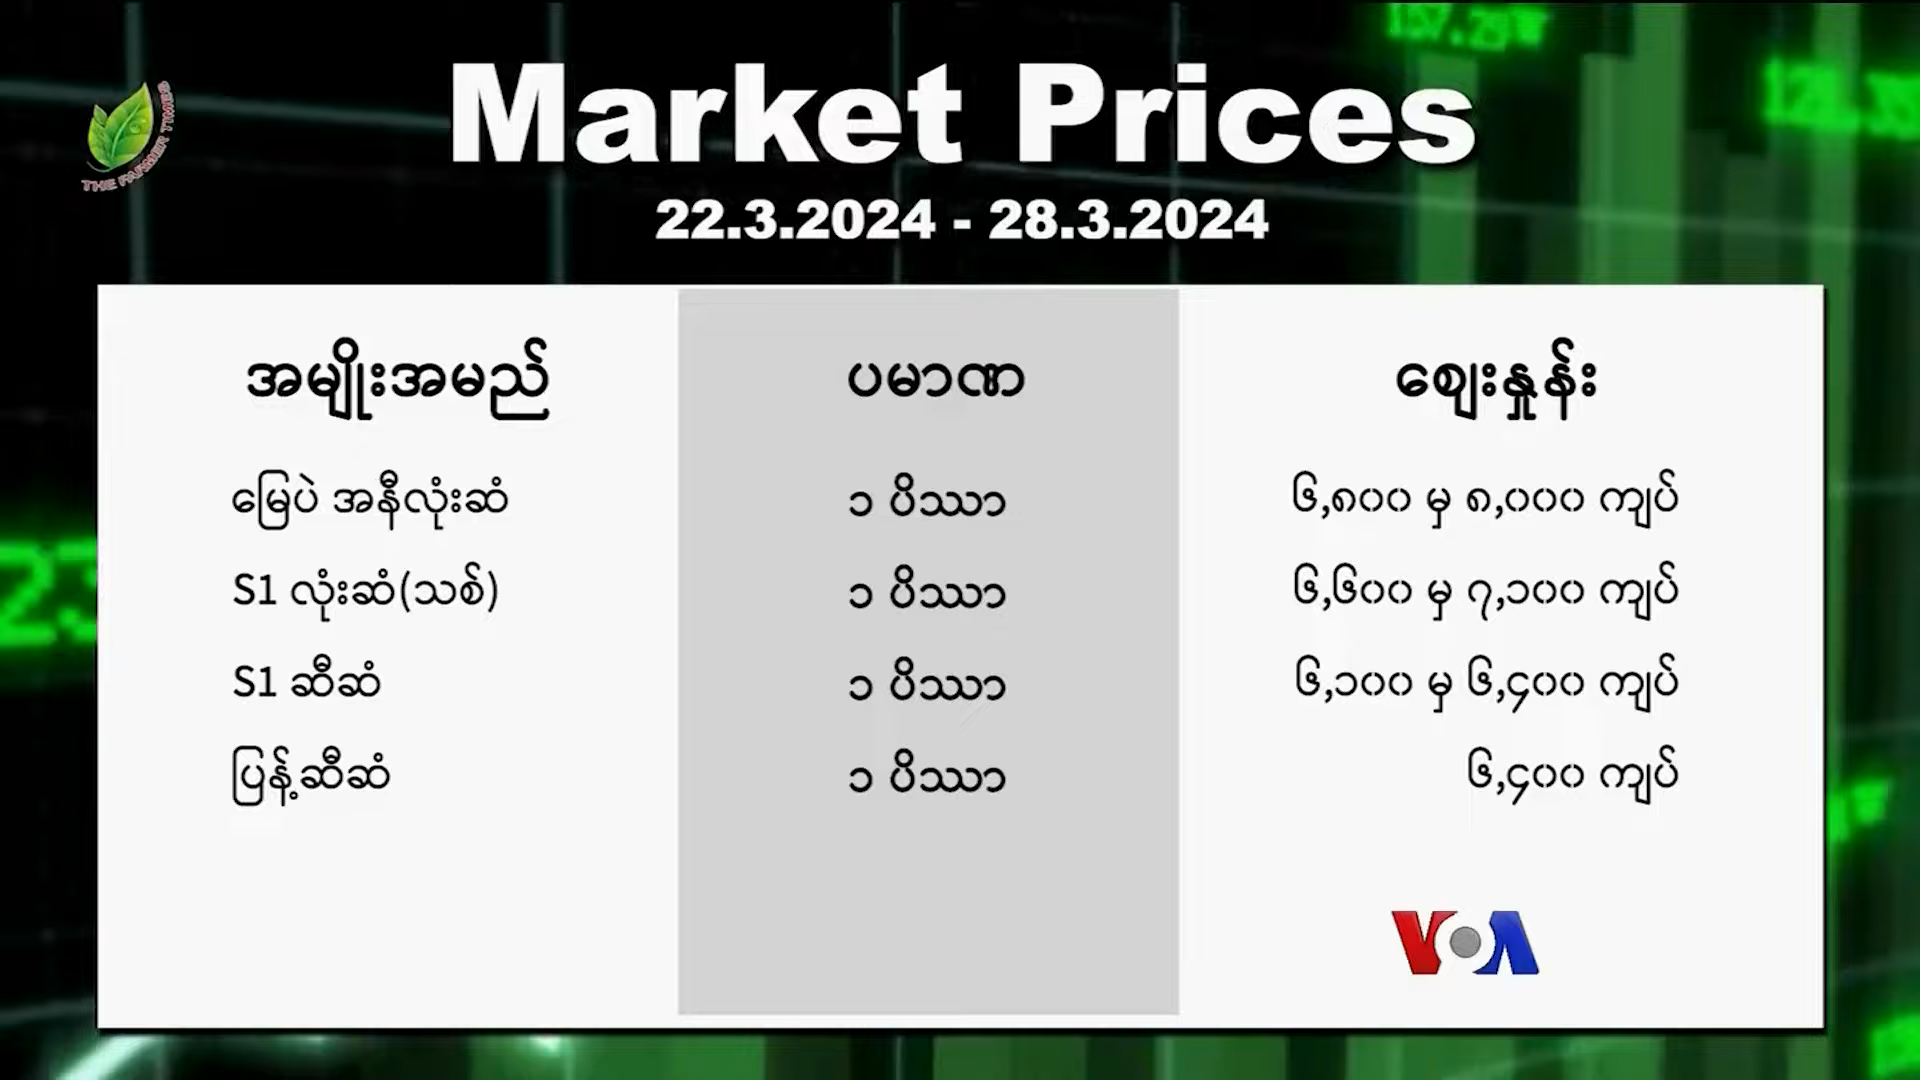 Market Prices
THE FARMER TIMES
22.3.2024 - 28.3.2024
အမျိုးအမည် ပမာဏ ဈေးနှုန်း
မြေပဲ အနီလုံးဆံ ၁ ပိဿာ ၆,၈၀၀ မှ ၈,၀၀၀ ကျပ်
S1 လုံးဆံ(သစ်) ၁ ပိဿာ ၆,၆၀၀ မှ ၇,၁၀၀ ကျပ်
S1 ဆီဆံ ၁ ပိဿာ ၆,၁၀၀ မှ ၆,၄၀၀ ကျပ်
ပြန့်ဆီဆံ ၁ ပိဿာ ၆,၄၀၀ ကျပ်
VOA